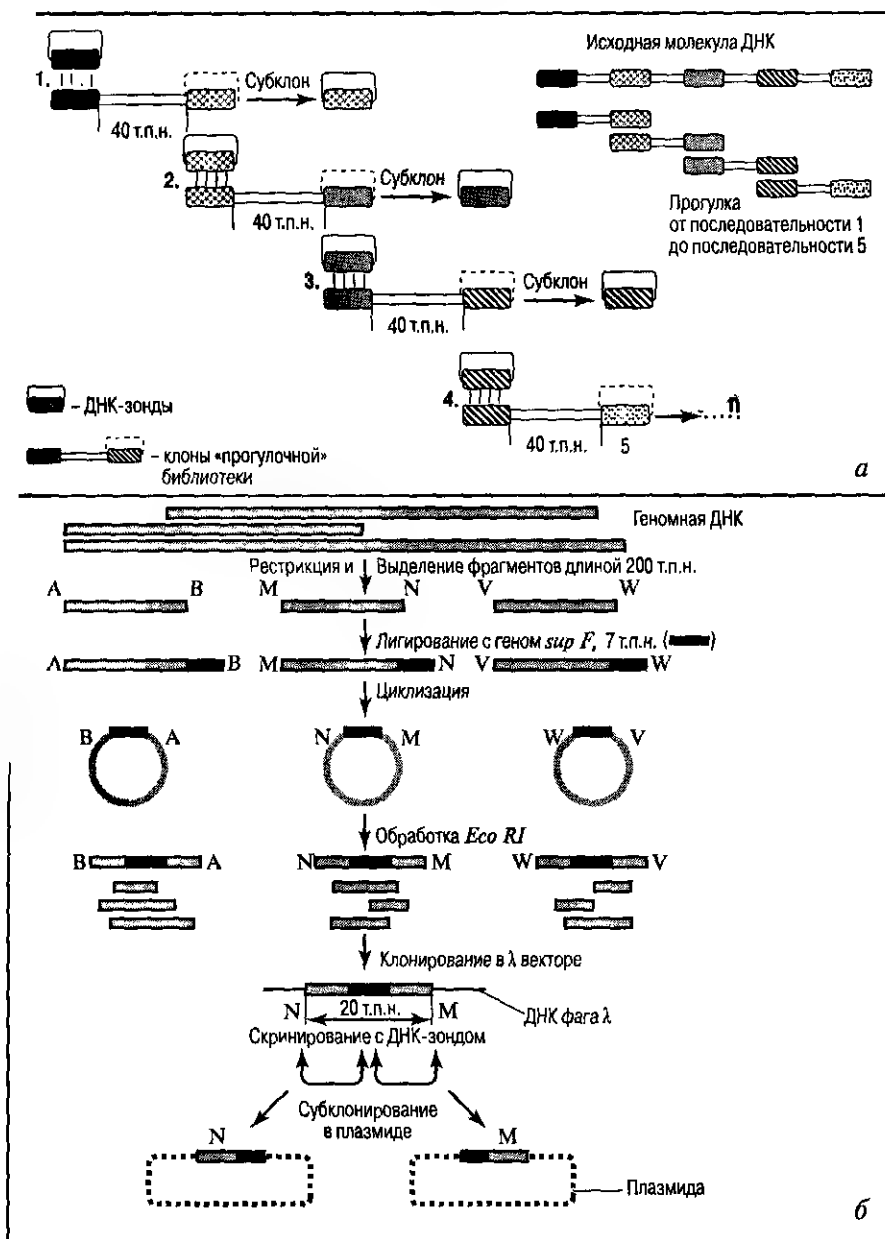 Исходная молекула ДНК
1.
Субклон
40 т.п.н.
2.
Субклон
40 т.п.н.
Прогулка
от последовательности 1
до последовательности 5
3.
Субклон
40 т.п.н.
4.
n
40 т.п.н.
5
– ДНК-зонды
– клоны «прогулочной»
библиотеки
а
Геномная ДНК
Рестрикция и
Выделение фрагментов длиной 200 т.п.н.
A B M N V W
Лигирование с геном sup F, 7 т.п.н. ( )
A B M N V W
Циклизация
B A N M W V
Обработка Eco RI
B A N M W V
Клонирование в λ векторе
20 т.п.н.
N M
ДНК фага λ
Скринирование с ДНК-зондом
Субклонирование
в плазмиде
N M
Плазмида
б